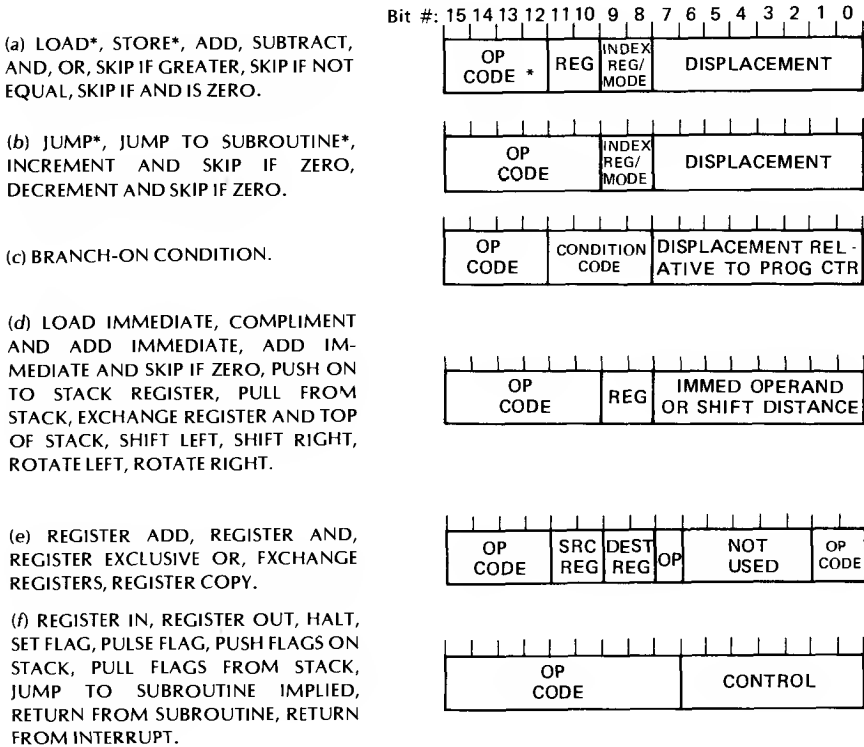 Bit #: 15 14 13 12 11 10 9 8 7 6 5 4 3 2 1 0
(a) LOAD*, STORE*, ADD, SUBTRACT,
AND, OR, SKIP IF GREATER, SKIP IF NOT
EQUAL, SKIP IF AND IS ZERO.
OP
CODE *
REG
INDEX
REG/
MODE
DISPLACEMENT
(b) JUMP*, JUMP TO SUBROUTINE*,
INCREMENT AND SKIP IF ZERO,
DECREMENT AND SKIP IF ZERO.
OP
CODE
INDEX
REG/
MODE
DISPLACEMENT
(c) BRANCH-ON CONDITION.
OP
CODE
CONDITION
CODE
DISPLACEMENT REL-
ATIVE TO PROG CTR
(d) LOAD IMMEDIATE, COMPLIMENT
AND ADD IMMEDIATE, ADD IM-
MEDIATE AND SKIP IF ZERO, PUSH ON
TO STACK REGISTER, PULL FROM
STACK, EXCHANGE REGISTER AND TOP
OF STACK, SHIFT LEFT, SHIFT RIGHT,
ROTATE LEFT, ROTATE RIGHT.
OP
CODE
REG
IMMED OPERAND
OR SHIFT DISTANCE
(e) REGISTER ADD, REGISTER AND,
REGISTER EXCLUSIVE OR, FXCHANGE
REGISTERS, REGISTER COPY.
OP
CODE
SRC
REG
DEST
REG
OP
NOT
USED
OP
CODE
(f) REGISTER IN, REGISTER OUT, HALT,
SET FLAG, PULSE FLAG, PUSH FLAGS ON
STACK, PULL FLAGS FROM STACK,
JUMP TO SUBROUTINE IMPLIED,
RETURN FROM SUBROUTINE, RETURN
FROM INTERRUPT.
OP
CODE
CONTROL